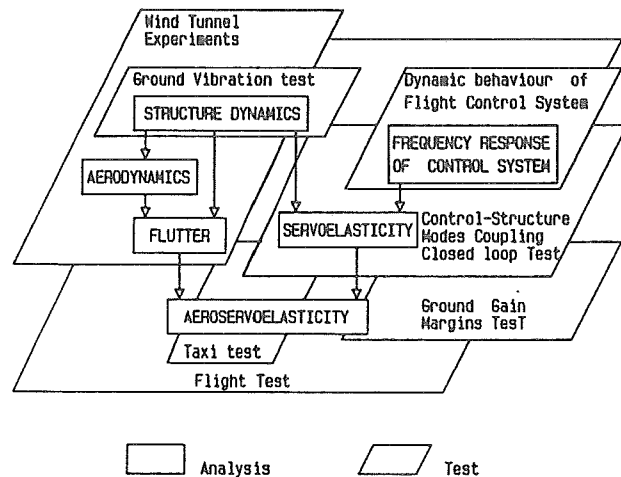 Wind Tunnel
Experiments
Ground Vibration test
STRUCTURE DYNAMICS
Dynamic behaviour of
Flight Control System
FREQUENCY RESPONSE
OF CONTROL SYSTEM
AERODYNAMICS
FLUTTER
SERVOELASTICITY
Control-Structure
Modes Coupling
Closed loop Test
AEROSERVOELASTICITY
Ground Gain
Margins TesT
Taxi test
Flight Test
Analysis
Test